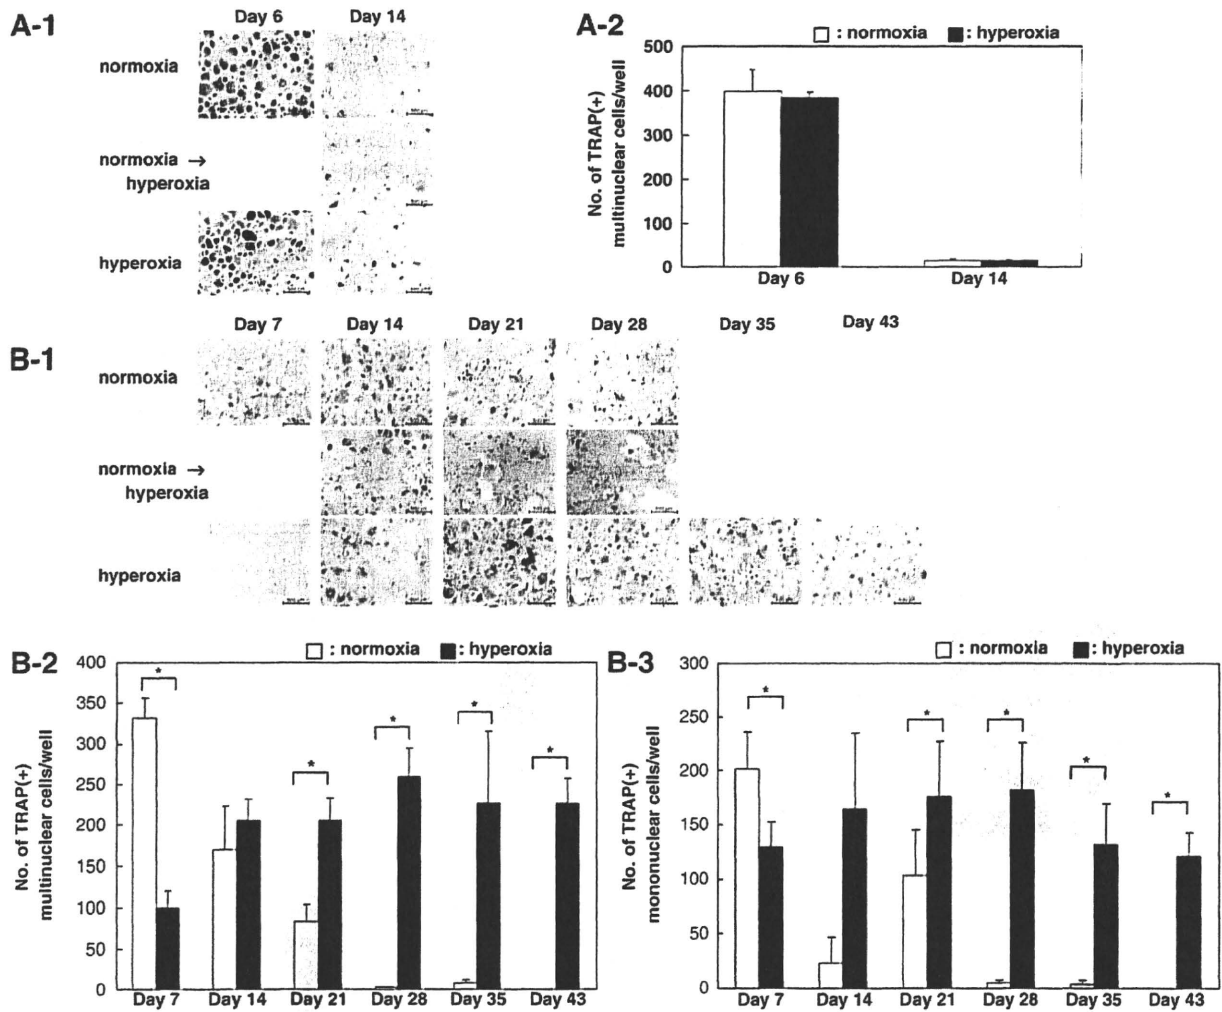 A-1
Day 6
Day 14
normoxia
normoxia →
hyperoxia
hyperoxia
A-2
: normoxia
: hyperoxia
No. of TRAP(+)
multinuclear cells/well
500
400
300
200
100
0
Day 6
Day 14
B-1
Day 7
Day 14
Day 21
Day 28
Day 35
Day 43
normoxia
normoxia →
hyperoxia
hyperoxia
B-2
: normoxia
: hyperoxia
No. of TRAP(+)
multinuclear cells/well
400
350
300
250
200
150
100
50
0
*
*
*
*
*
Day 7
Day 14
Day 21
Day 28
Day 35
Day 43
B-3
: normoxia
: hyperoxia
No. of TRAP(+)
mononuclear cells/well
300
250
200
150
100
50
0
*
*
*
*
*
Day 7
Day 14
Day 21
Day 28
Day 35
Day 43